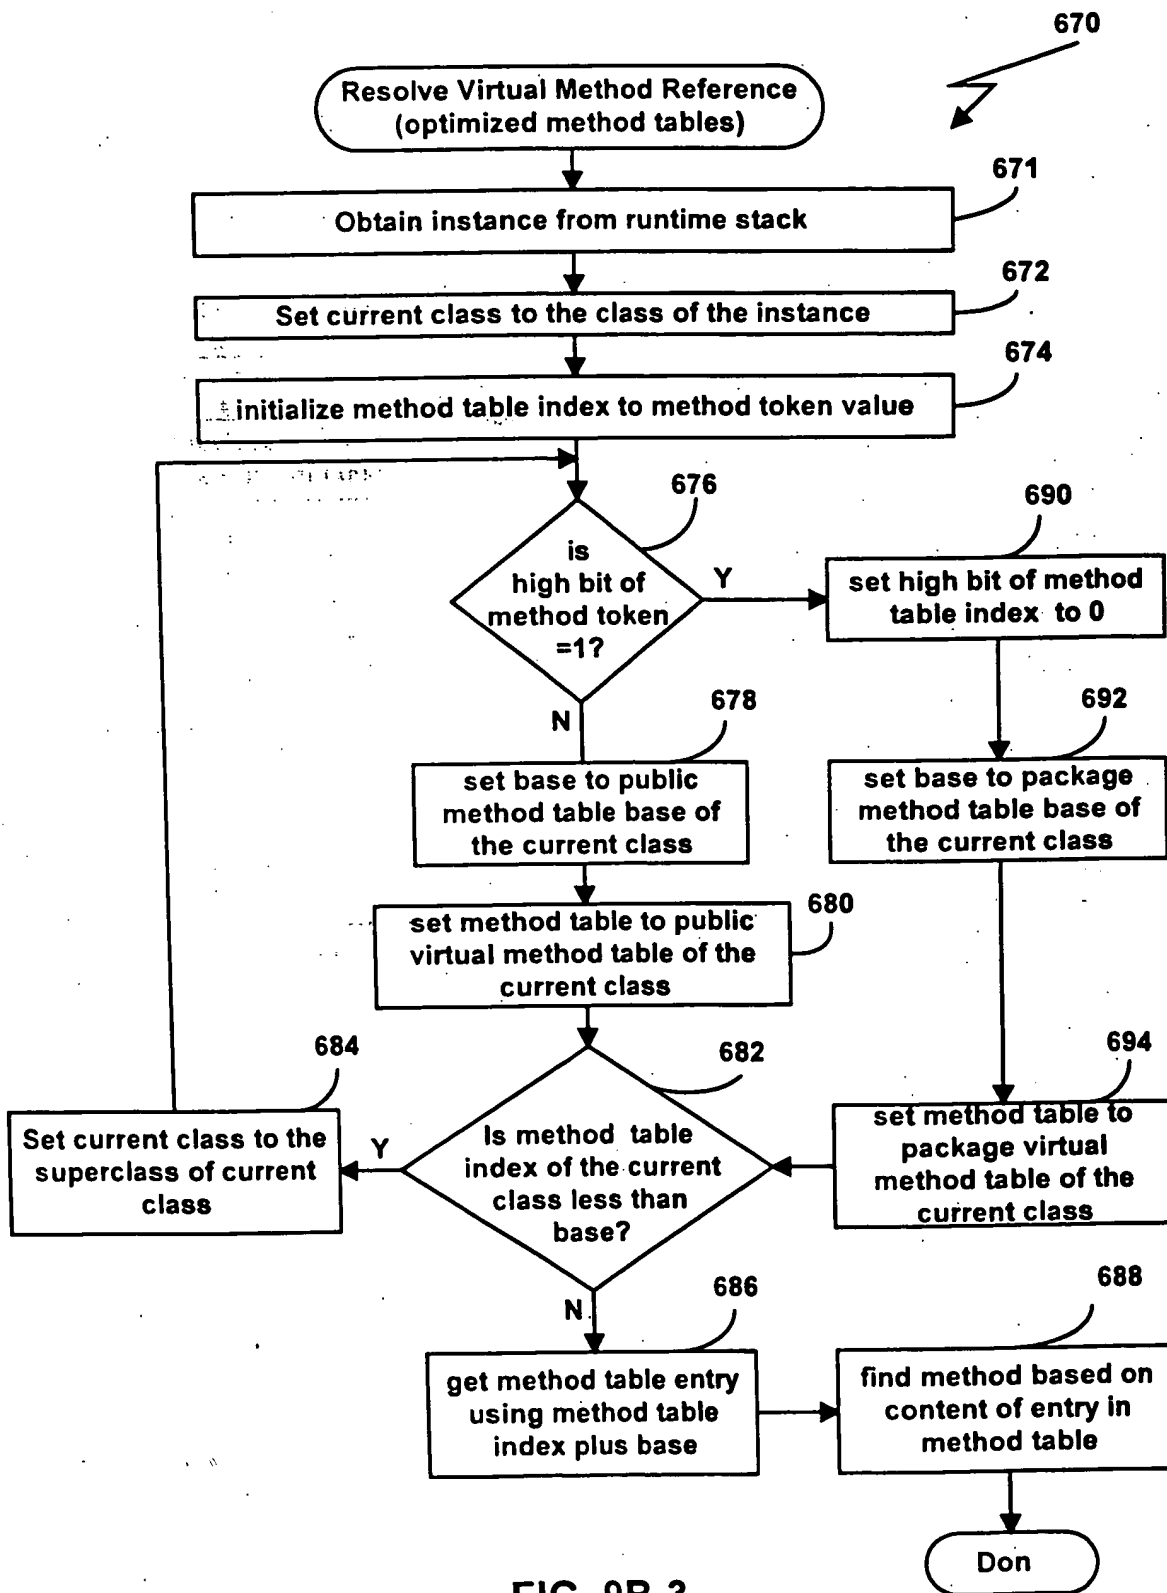 670
Resolve Virtual Method Reference
(optimized method tables)
671
Obtain instance from runtime stack
672
Set current class to the class of the instance
674
initialize method table index to method token value
676
is
high bit of
method token
=1?
Y
690
set high bit of method
table index to 0
N
678
set base to public
method table base of
the current class
692
set base to package
method table base of
the current class
680
set method table to public
virtual method table of the
current class
684
Set current class to the
superclass of current
class
Y
682
Is method table
index of the current
class less than
base?
694
set method table to
package virtual
method table of the
current class
N
686
get method table entry
using method table
index plus base
688
find method based on
content of entry in
method table
Don
FIG. 9B-3